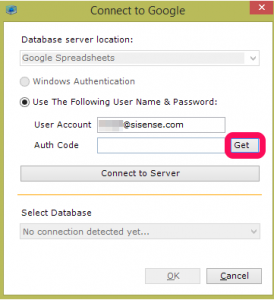 Connect to Google
Database server location:
Google Spreadsheets
Windows Authentication
Use The Following User Name & Password:
User Account
@sisense.com
Auth Code
Get
Connect to Server
Select Database
No connection detected yet...
OK
Cancel